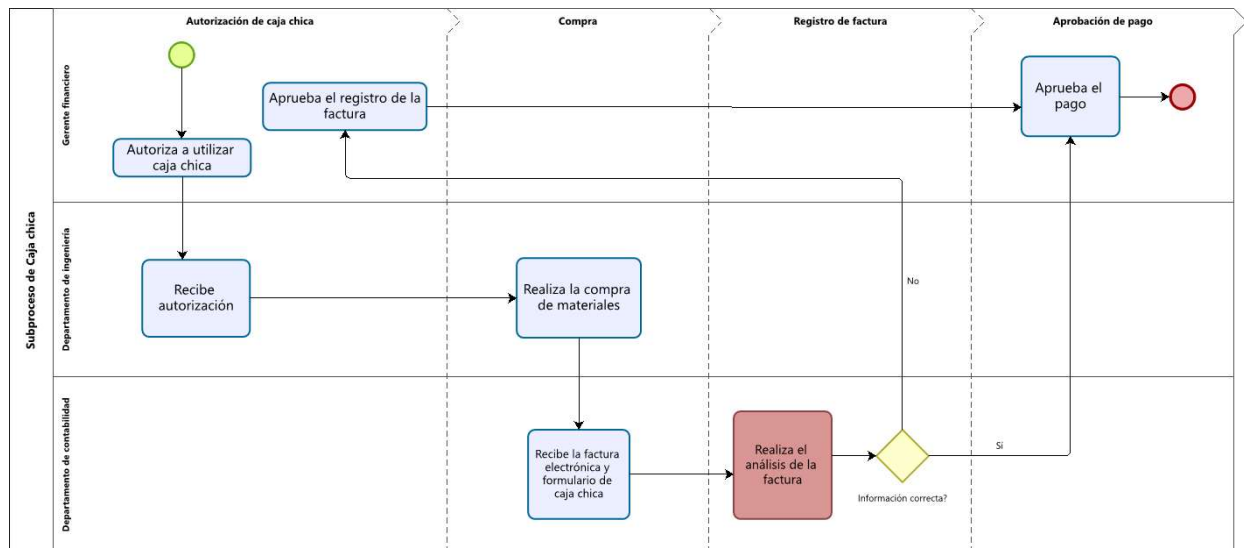 Autorización de caja chica
Compra
Registro de factura
Aprobación de pago
Subproceso de Caja chica
Gerente financiero
Aprueba el registro de la
factura
Aprueba el
pago
Autoriza a utilizar
caja chica
Departamento de ingeniería
Recibe
autorización
Realiza la compra
de materiales
No
Departamento de contabilidad
Recibe la factura
electrónica y
formulario de
caja chica
Realiza el
análisis de la
factura
Información correcta?
Sí